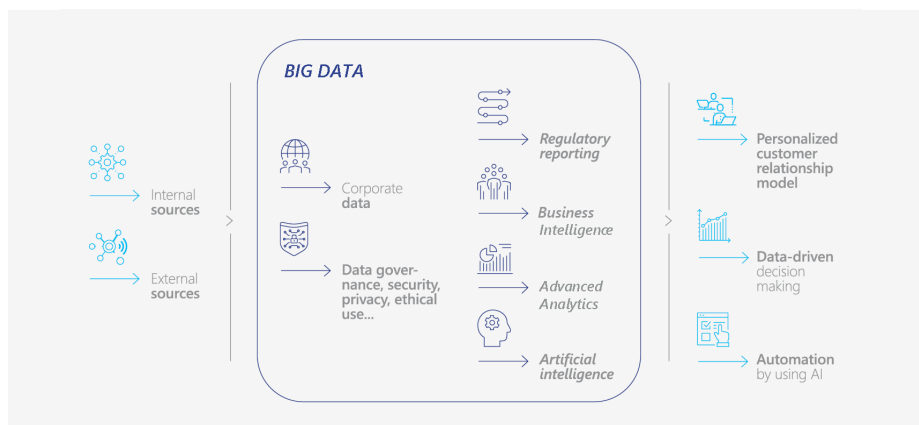 BIG DATA
Internal
sources
External
sources
Corporate
data
Data gover-
nance, security,
privacy, ethical
use...
Regulatory
reporting
Business
Intelligence
Advanced
Analytics
Artificial
intelligence
Personalized
customer
relationship
model
Data-driven
decision
making
Automation
by using AI